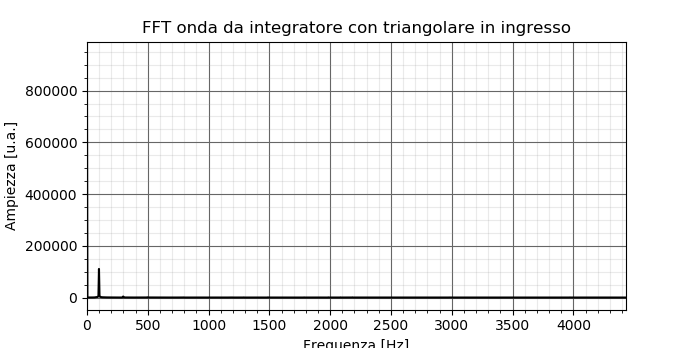 FFT onda da integratore con triangolare in ingresso
Ampiezza [u.a.]
800000
600000
400000
200000
0
0 500 1000 1500 2000 2500 3000 3500 4000
Frequenza [Hz]